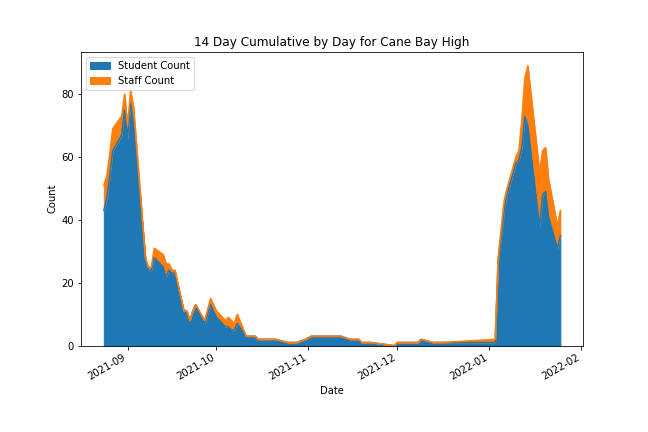 14 Day Cumulative by Day for Cane Bay High
Student Count
Staff Count
80
60
40
20
0
Count
2021-09
2021-10
2021-11
2021-12
2022-01
2022-02
Date